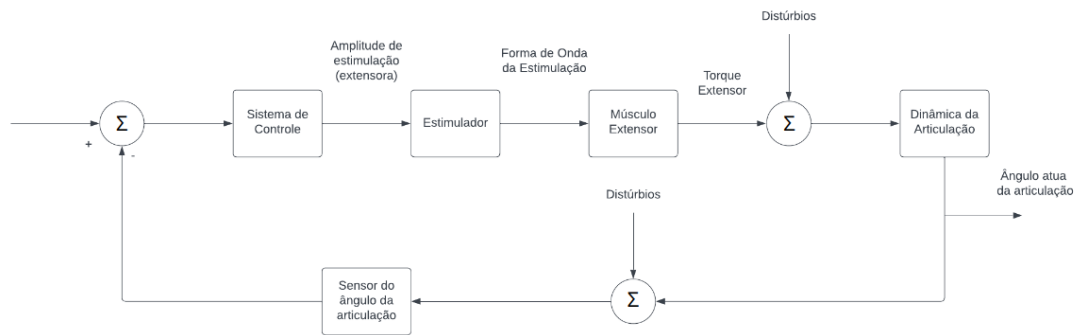 Distúrbios
Amplitude de
estimulação
(extensora)
Forma de Onda
da Estimulação
Torque
Extensor
Σ
+
-
Sistema de
Controle
Estimulador
Músculo
Extensor
Σ
Dinâmica da
Articulação
Ângulo atua
da articulação
Distúrbios
Sensor do
ângulo da
articulação
Σ